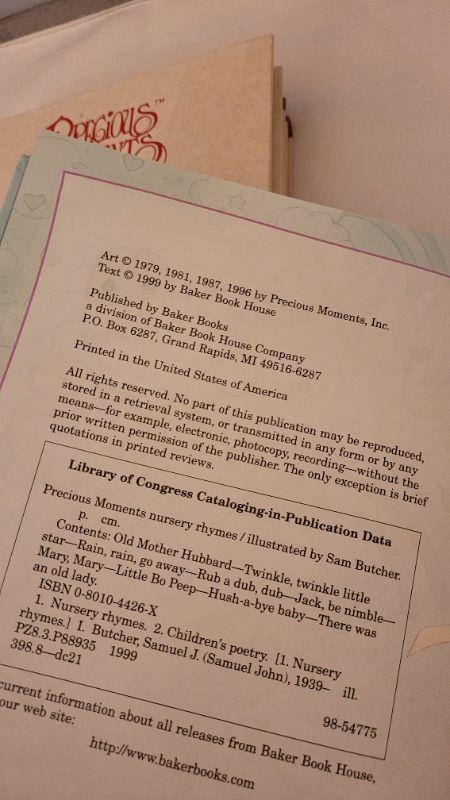 Precious™
Moments
Art © 1979, 1981, 1987, 1996 by Precious Moments, Inc.
Text © 1999 by Baker Book House
Published by Baker Books
a division of Baker Book House Company
P.O. Box 6287, Grand Rapids, MI 49516-6287
Printed in the United States of America
All rights reserved. No part of this publication may be reproduced,
stored in a retrieval system, or transmitted in any form or by any
means—for example, electronic, photocopy, recording—without the
prior written permission of the publisher. The only exception is brief
quotations in printed reviews.
Library of Congress Cataloging-in-Publication Data
Precious Moments nursery rhymes / illustrated by Sam Butcher.
p. cm.
Contents: Old Mother Hubbard—Twinkle, twinkle little
star—Rain, rain, go away—Rub a dub, dub—Jack, be nimble—
Mary, Mary—Little Bo Peep—Hush-a-bye baby—There was
an old lady.
ISBN 0-8010-4426-X
1. Nursery rhymes. 2. Children's poetry. [1. Nursery
rhymes.] I. Butcher, Samuel J. (Samuel John), 1939– ill.
PZ8.3.P88935 1999
398.8—dc21
98-54775
current information about all releases from Baker Book House,
our web site:
http://www.bakerbooks.com